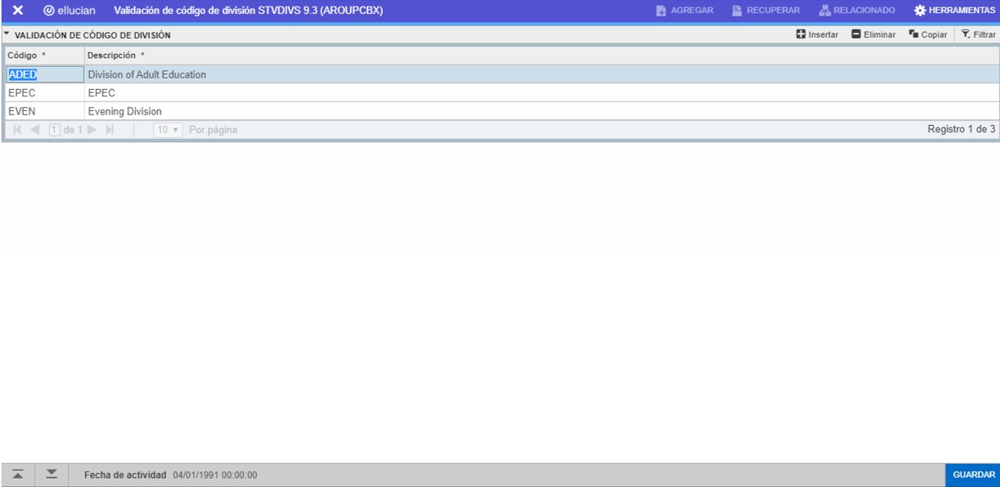 ellucian Validación de código de división STVDIVS 9.3 (AROUPCBX) AGREGAR RECUPERAR RELACIONADO HERRAMIENTAS
VALIDACIÓN DE CÓDIGO DE DIVISIÓN Insertar Eliminar Copiar Filtrar
Código * Descripción *
ADED Division of Adult Education
EPEC EPEC
EVEN Evening Division
1 de 1 10 Por página Registro 1 de 3
Fecha de actividad 04/01/1991 00:00:00 GUARDAR